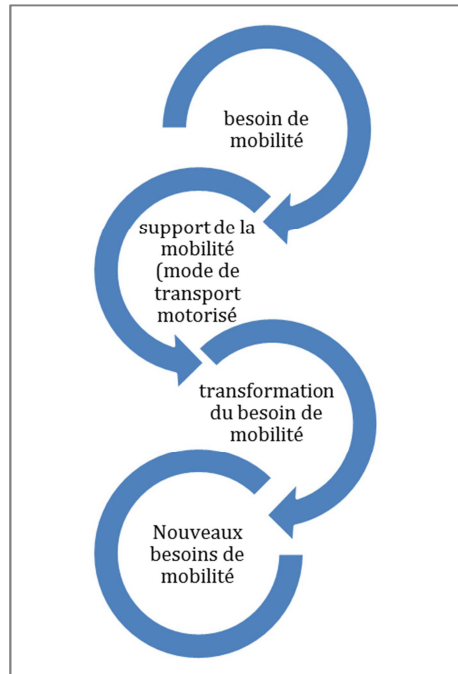 besoin de
mobilité
support de la
mobilité
(mode de
transport
motorisé
transformation
du besoin de
mobilité
Nouveaux
besoins de
mobilité